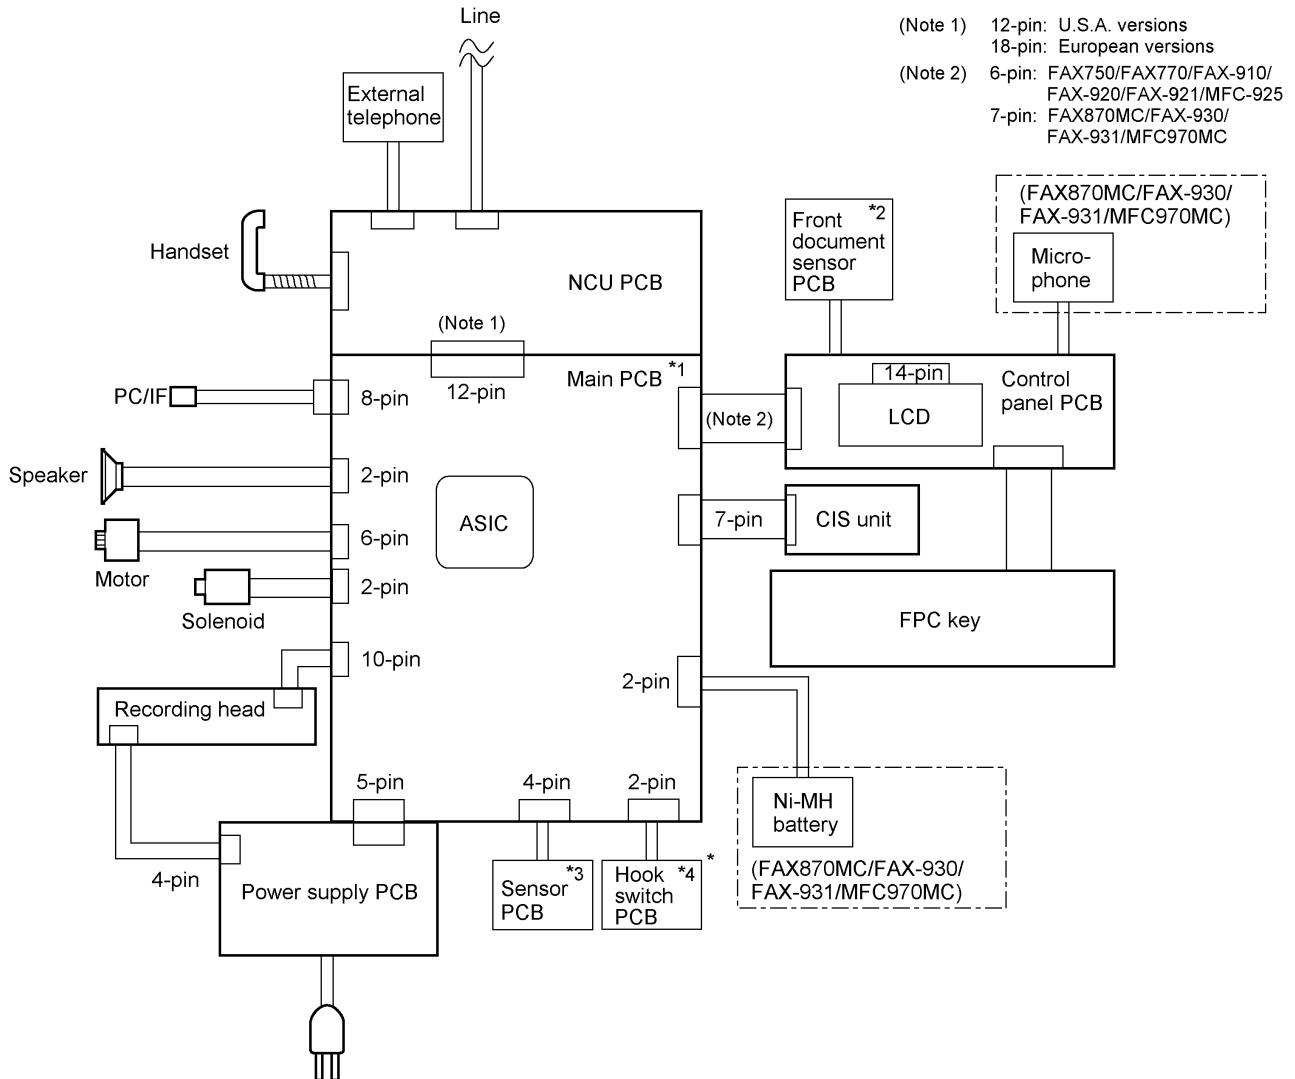 Line
(Note 1) 12-pin: U.S.A. versions
18-pin: European versions
(Note 2) 6-pin: FAX750/FAX770/FAX-910/
FAX-920/FAX-921/MFC-925
7-pin: FAX870MC/FAX-930/
FAX-931/MFC970MC
External
telephone
Handset
NCU PCB
(Note 1)
12-pin
Main PCB *1
Front *2
document
sensor
PCB
(FAX870MC/FAX-930/
FAX-931/MFC970MC)
Micro-
phone
14-pin
LCD
Control
panel PCB
(Note 2)
PC/IF
8-pin
Speaker
2-pin
ASIC
7-pin
CIS unit
6-pin
Motor
2-pin
Solenoid
FPC key
10-pin
2-pin
Recording head
5-pin
4-pin
2-pin
Ni-MH
battery
(FAX870MC/FAX-930/
FAX-931/MFC970MC)
4-pin
Power supply PCB
Sensor *3
PCB
Hook *4 *
switch
PCB